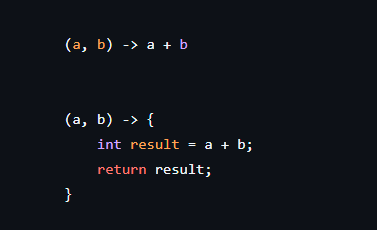 (a, b) -> a + b
(a, b) -> {
    int result = a + b;
    return result;
}